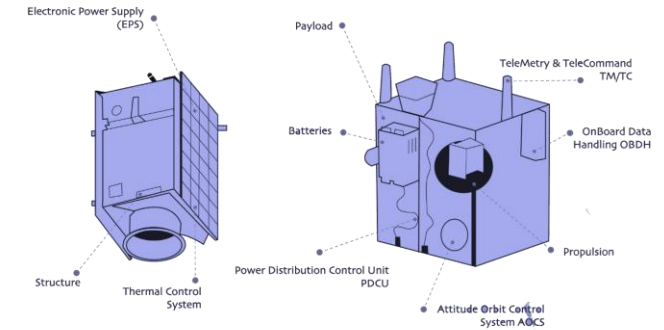 Electronic Power Supply
(EPS)
Payload
TeleMetry & TeleCommand
TM/TC
Batteries
OnBoard Data
Handling OBDH
Structure
Thermal Control
System
Power Distribution Control Unit
PDCU
Propulsion
Attitude Orbit Control
System AOCS